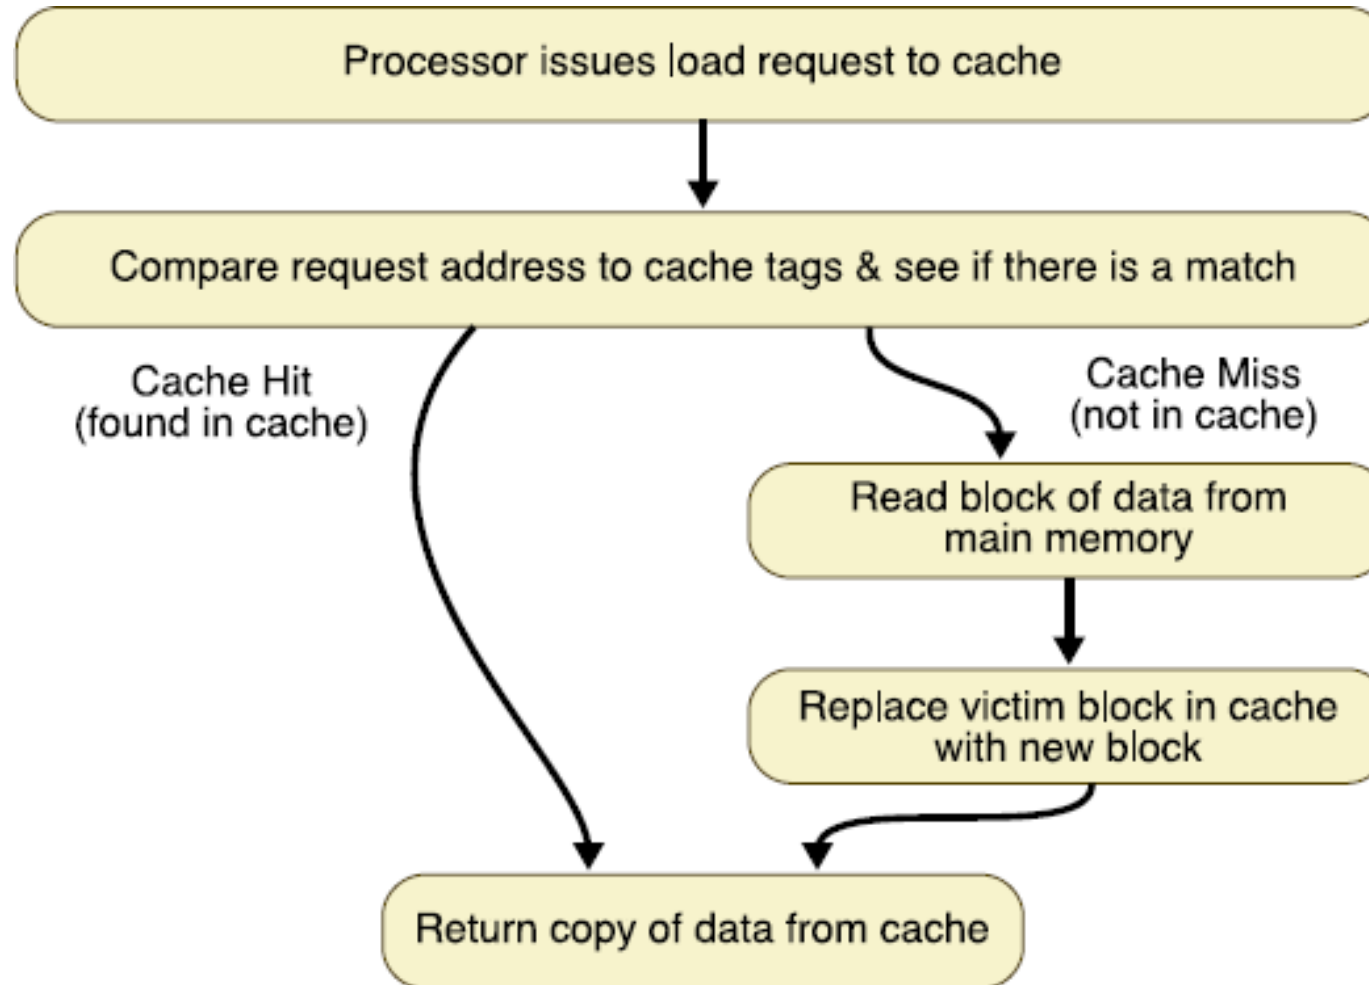 Processor issues load request to cache
Compare request address to cache tags & see if there is a match
Cache Hit
(found in cache)
Cache Miss
(not in cache)
Read block of data from
main memory
Replace victim block in cache
with new block
Return copy of data from cache